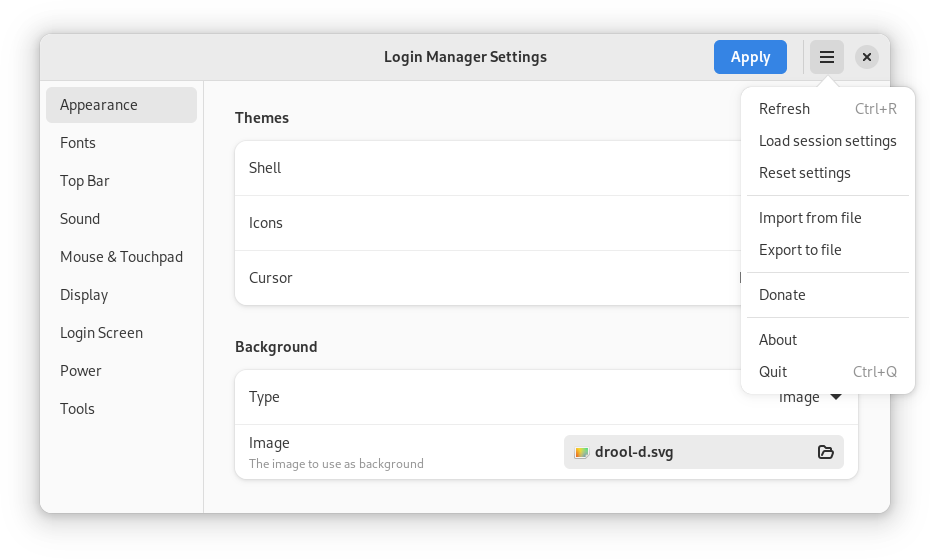 Login Manager Settings
Apply
Appearance
Fonts
Top Bar
Sound
Mouse & Touchpad
Display
Login Screen
Power
Tools
Themes
Shell
Icons
Cursor
Background
Type
Image
Image
The image to use as background
drool-d.svg
Refresh Ctrl+R
Load session settings
Reset settings
Import from file
Export to file
Donate
About
Quit Ctrl+Q